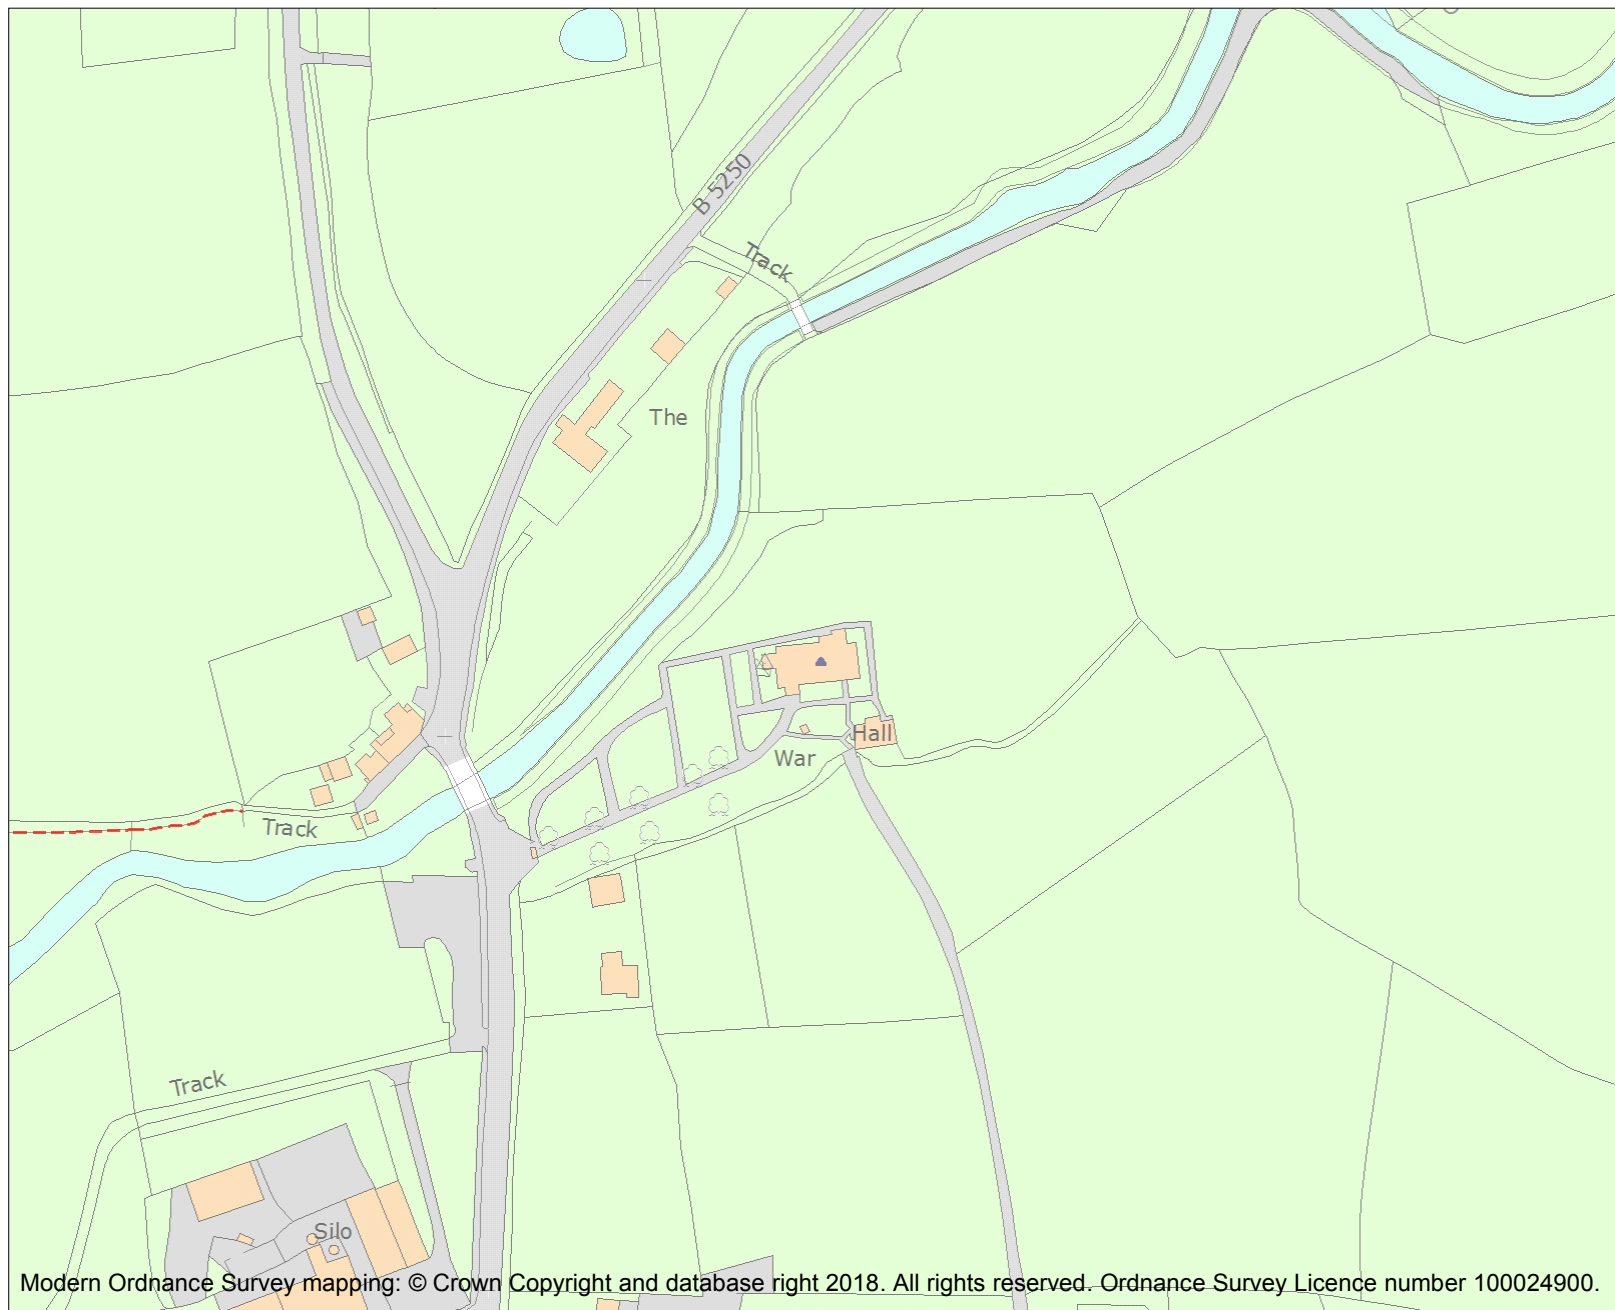 B 5250
Track
The
Hall
War
Track
Track
Silo
Modern Ordnance Survey mapping: © Crown Copyright and database right 2018. All rights reserved. Ordnance Survey Licence number 100024900.